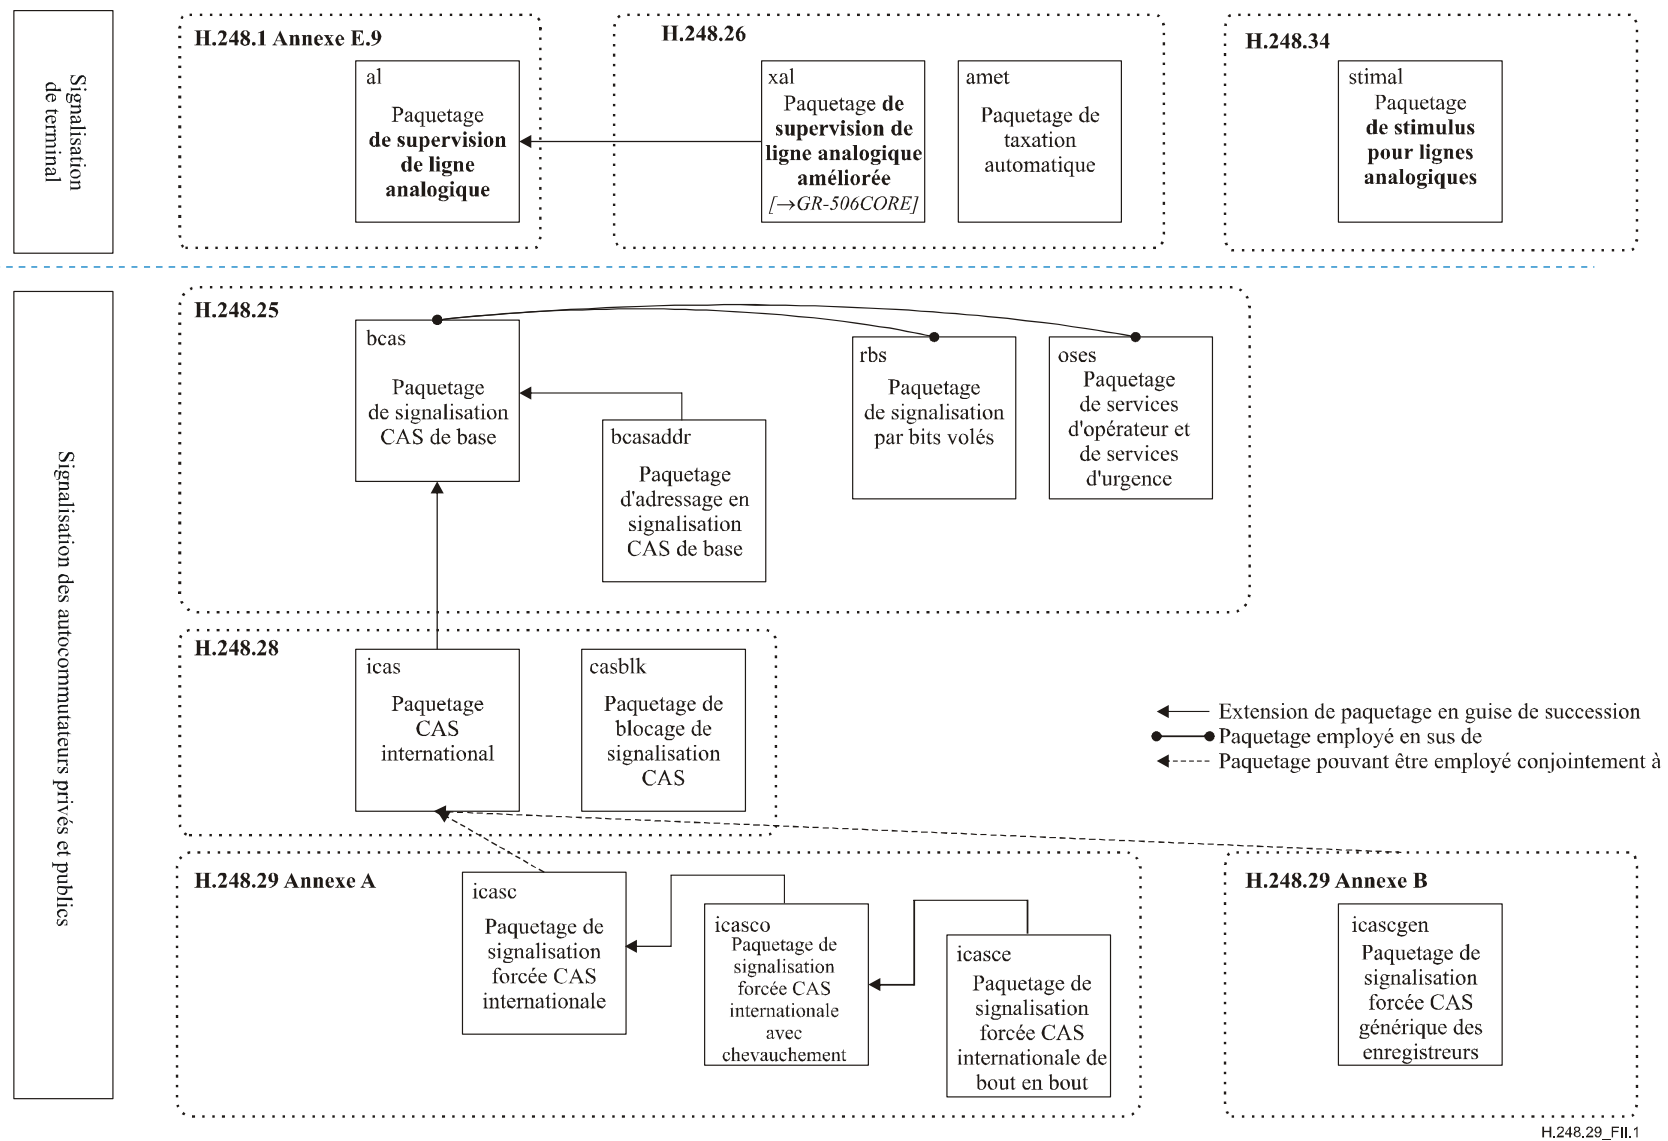 Signalisation
de terminal
H.248.1 Annexe E.9
al
Paquetage
de supervision
de ligne
analogique
H.248.26
xal
Paquetage de
supervision de
ligne analogique
améliorée
[→GR-506CORE]
amet
Paquetage de
taxation
automatique
H.248.34
stimal
Paquetage
de stimulus
pour lignes
analogiques
Signalisation des autocommutateurs privés et publics
H.248.25
bcas
Paquetage
de signalisation
CAS de base
bcasaddr
Paquetage
d'adressage en
signalisation
CAS de base
rbs
Paquetage
de signalisation
par bits volés
oses
Paquetage
de services
d'opérateur et
de services
d'urgence
H.248.28
icas
Paquetage
CAS
international
casblk
Paquetage de
blocage de
signalisation
CAS
Extension de paquetage en guise de succession
Paquetage employé en sus de
Paquetage pouvant être employé conjointement à
H.248.29 Annexe A
icasc
Paquetage de
signalisation
forcée CAS
internationale
icasco
Paquetage de
signalisation
forcée CAS
internationale
avec
chevauchement
icasce
Paquetage de
signalisation
forcée CAS
internationale de
bout en bout
H.248.29 Annexe B
icascgen
Paquetage de
signalisation
forcée CAS
générique des
enregistreurs
H.248.29_FII.1